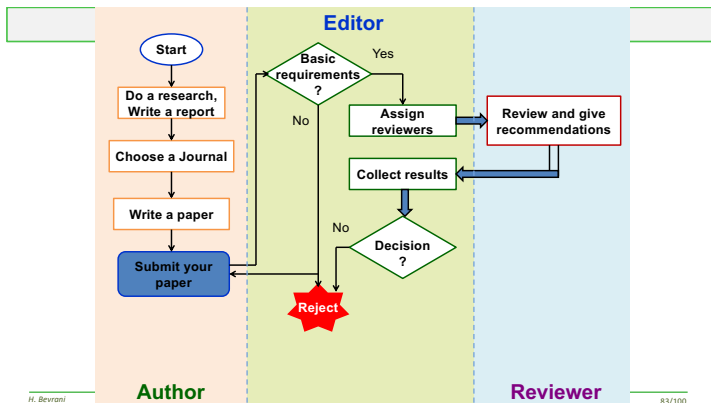 Editor
Start
Basic
requirements
?
Yes
No
Do a research,
Write a report
Assign
reviewers
Review and give
recommendations
Choose a Journal
Collect results
Write a paper
No
Decision
?
Submit your
paper
Reject
Author
Reviewer
H. Bevrani
83/100